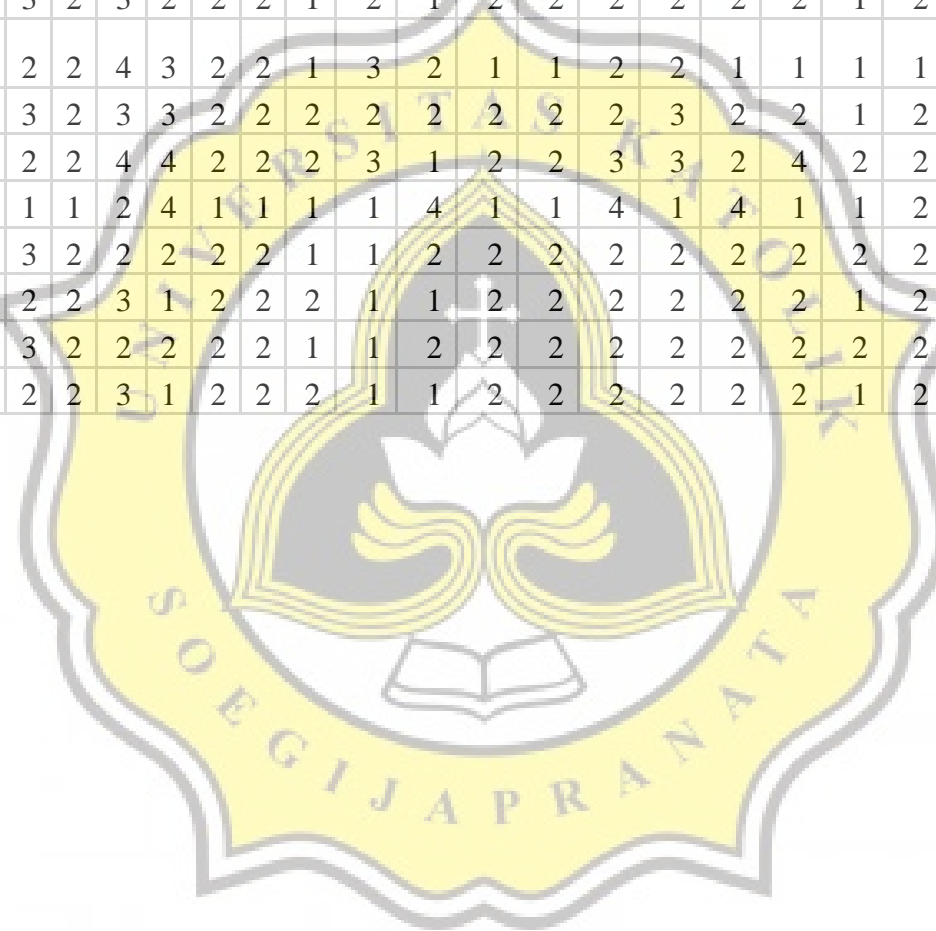 3 2 3 2 2 2 1 2 1 2 2 2 2 2 2 1 2
2 2 4 3 2 2 1 3 2 1 1 2 2 1 1 1 1
3 2 3 3 2 2 2 2 2 2 2 2 3 2 2 1 2
2 2 4 4 2 2 2 3 1 2 2 3 3 2 4 2 2
1 1 2 4 1 1 1 1 4 1 1 4 1 4 1 1 2
3 2 2 2 2 2 1 1 2 2 2 2 2 2 2 2 2
2 2 3 1 2 2 2 1 1 2 2 2 2 2 2 1 2
3 2 2 2 2 2 1 1 2 2 2 2 2 2 2 2 2
2 2 3 1 2 2 2 1 1 2 2 2 2 2 2 1 2
UNIVERSITAS KATOLIK
SOEGIJAPRANATA